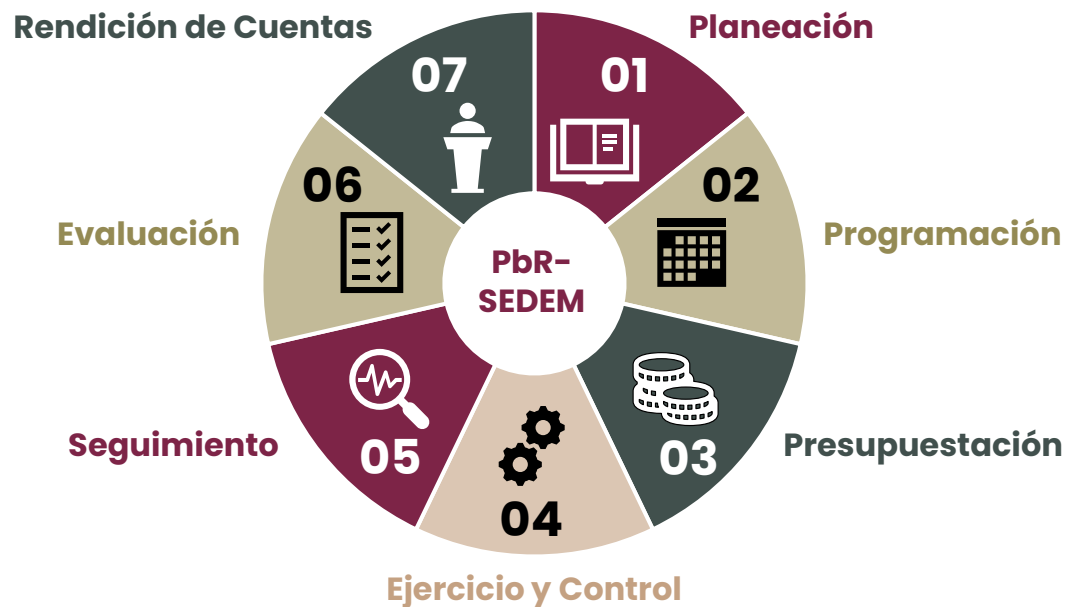 Rendición de Cuentas
07
01
Planeación
06
Evaluación
02
Programación
PbR-
SEDEM
Seguimiento
05
03
Presupuestación
04
Ejercicio y Control